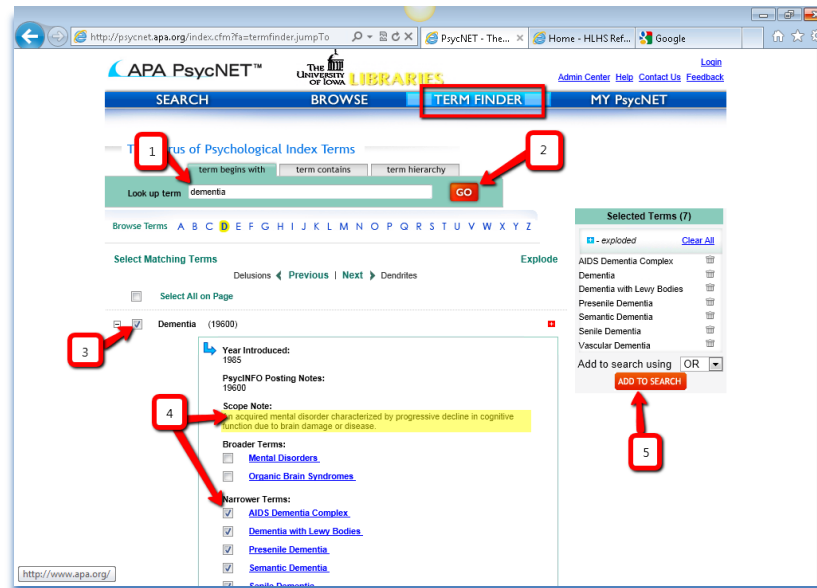 http://psycnet.apa.org/index.cfm?fa=termfinder.jumpTo
PsycNET - The...
Home - HLHS Ref...
Google
APA PsycNET™
THE UNIVERSITY OF IOWA LIBRARIES
Login
Admin Center Help Contact Us Feedback
SEARCH BROWSE TERM FINDER MY PsycNET
rus of Psychological Index Terms
1
2
term begins with term contains term hierarchy
Look up term dementia GO
Browse Terms A B C D E F G H I J K L M N O P Q R S T U V W X Y Z
Selected Terms (7)
- exploded Clear All
AIDS Dementia Complex
Dementia
Dementia with Lewy Bodies
Presenile Dementia
Semantic Dementia
Senile Dementia
Vascular Dementia
Add to search using OR
ADD TO SEARCH
5
Select Matching Terms Explode
Delusions Previous | Next Dendrites
Select All on Page
Dementia (19600)
3
Year Introduced:
1985
PsycINFO Posting Notes:
19600
Scope Note:
4
An acquired mental disorder characterized by progressive decline in cognitive
function due to brain damage or disease.
Broader Terms:
Mental Disorders
Organic Brain Syndromes
Narrower Terms:
AIDS Dementia Complex
Dementia with Lewy Bodies
Presenile Dementia
Semantic Dementia
Senile Dementia
http://www.apa.org/